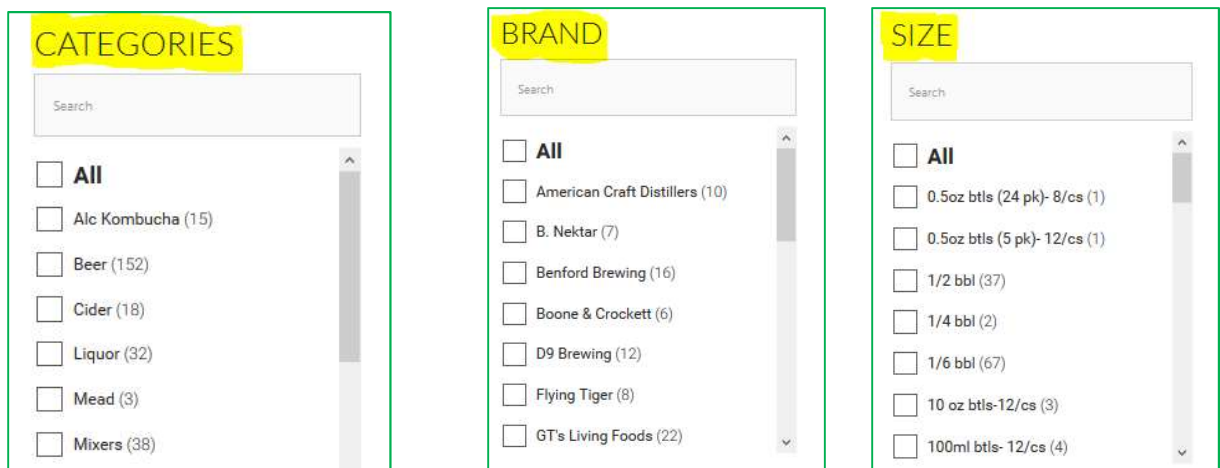 CATEGORIES
Search
All
Alc Kombucha (15)
Beer (152)
Cider (18)
Liquor (32)
Mead (3)
Mixers (38)
BRAND
Search
All
American Craft Distillers (10)
B. Nektar (7)
Benford Brewing (16)
Boone & Crockett (6)
D9 Brewing (12)
Flying Tiger (8)
GT's Living Foods (22)
SIZE
Search
All
0.5oz btls (24 pk)- 8/cs (1)
0.5oz btls (5 pk)- 12/cs (1)
1/2 bbl (37)
1/4 bbl (2)
1/6 bbl (67)
10 oz btls-12/cs (3)
100ml btls- 12/cs (4)